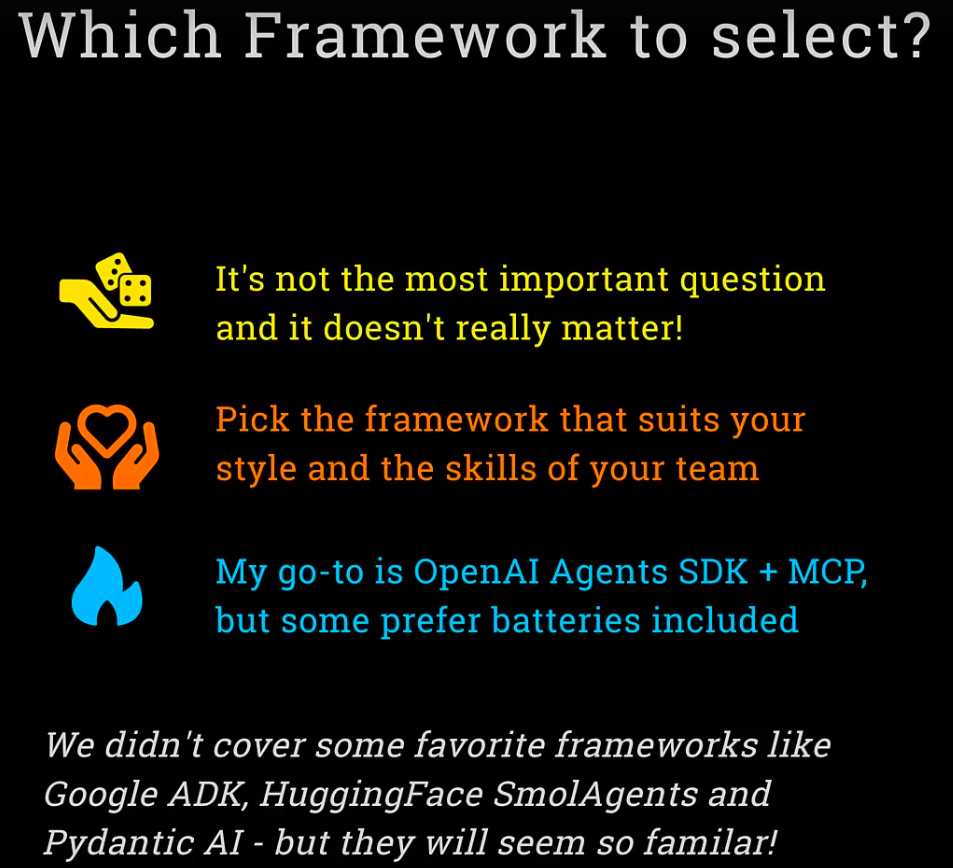 Which Framework to select?
It's not the most important question
and it doesn't really matter!
Pick the framework that suits your
style and the skills of your team
My go-to is OpenAI Agents SDK + MCP,
but some prefer batteries included
We didn't cover some favorite frameworks like
Google ADK, HuggingFace SmolAgents and
Pydantic AI - but they will seem so familar!